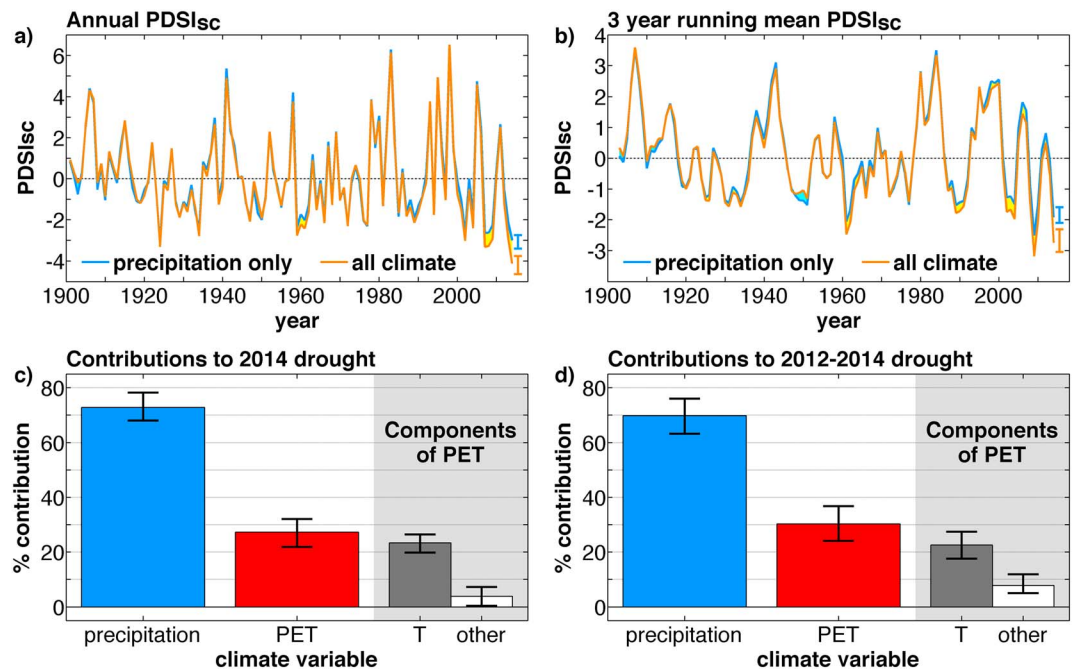 Annual PDSIsc
a)
PDSIsc
6
4
2
0
-2
-4
precipitation only
all climate
1900 1920 1940 1960 1980 2000
year
3 year running mean PDSIsc
b)
PDSIsc
4
3
2
1
0
-1
-2
-3
precipitation only
all climate
1900 1920 1940 1960 1980 2000
year
Contributions to 2014 drought
c)
% contribution
80
60
40
20
0
Components
of PET
precipitation PET T other
climate variable
Contributions to 2012-2014 drought
d)
% contribution
80
60
40
20
0
Components
of PET
precipitation PET T other
climate variable